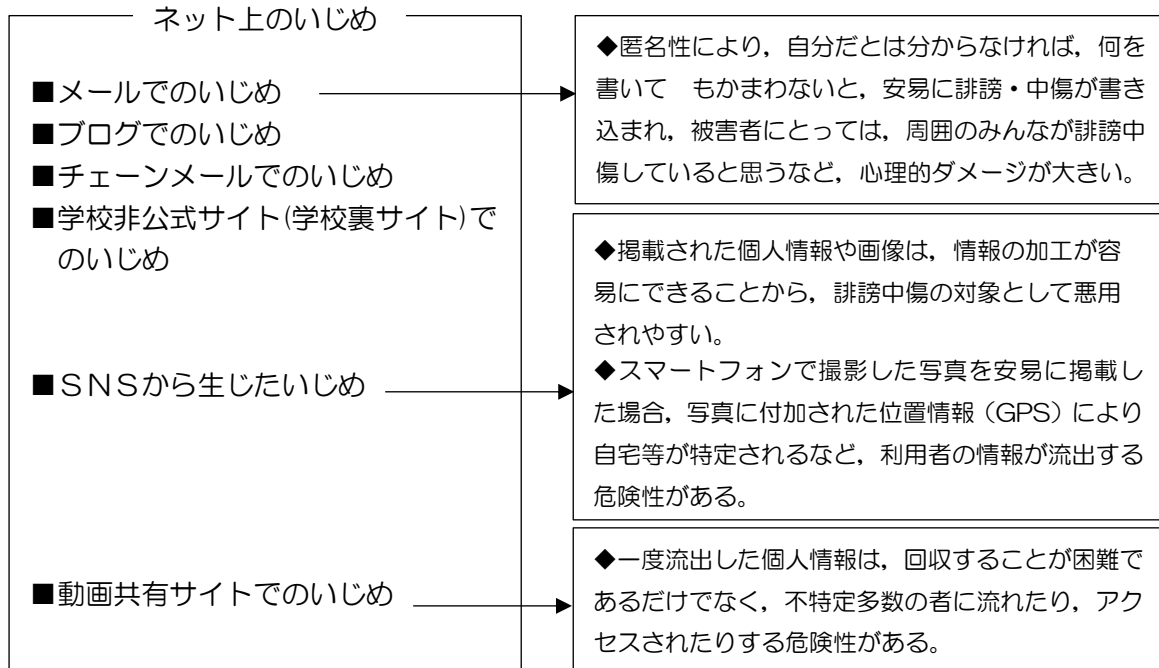 ネット上のいじめ
■メールでのいじめ
■ブログでのいじめ
■チェーンメールでのいじめ
■学校非公式サイト(学校裏サイト)で
のいじめ
■ＳＮＳから生じたいじめ
■動画共有サイトでのいじめ
◆匿名性により，自分だとは分からなければ，何を
書いて　もかまわないと，安易に誹謗・中傷が書き
込まれ，被害者にとっては，周囲のみんなが誹謗中
傷していると思うなど，心理的ダメージが大きい。
◆掲載された個人情報や画像は，情報の加工が容
易にできることから，誹謗中傷の対象として悪用
されやすい。
◆スマートフォンで撮影した写真を安易に掲載し
た場合，写真に付加された位置情報（GPS）により
自宅等が特定されるなど，利用者の情報が流出する
危険性がある。
◆一度流出した個人情報は，回収することが困難で
あるだけでなく，不特定多数の者に流れたり，アク
セスされたりする危険性がある。